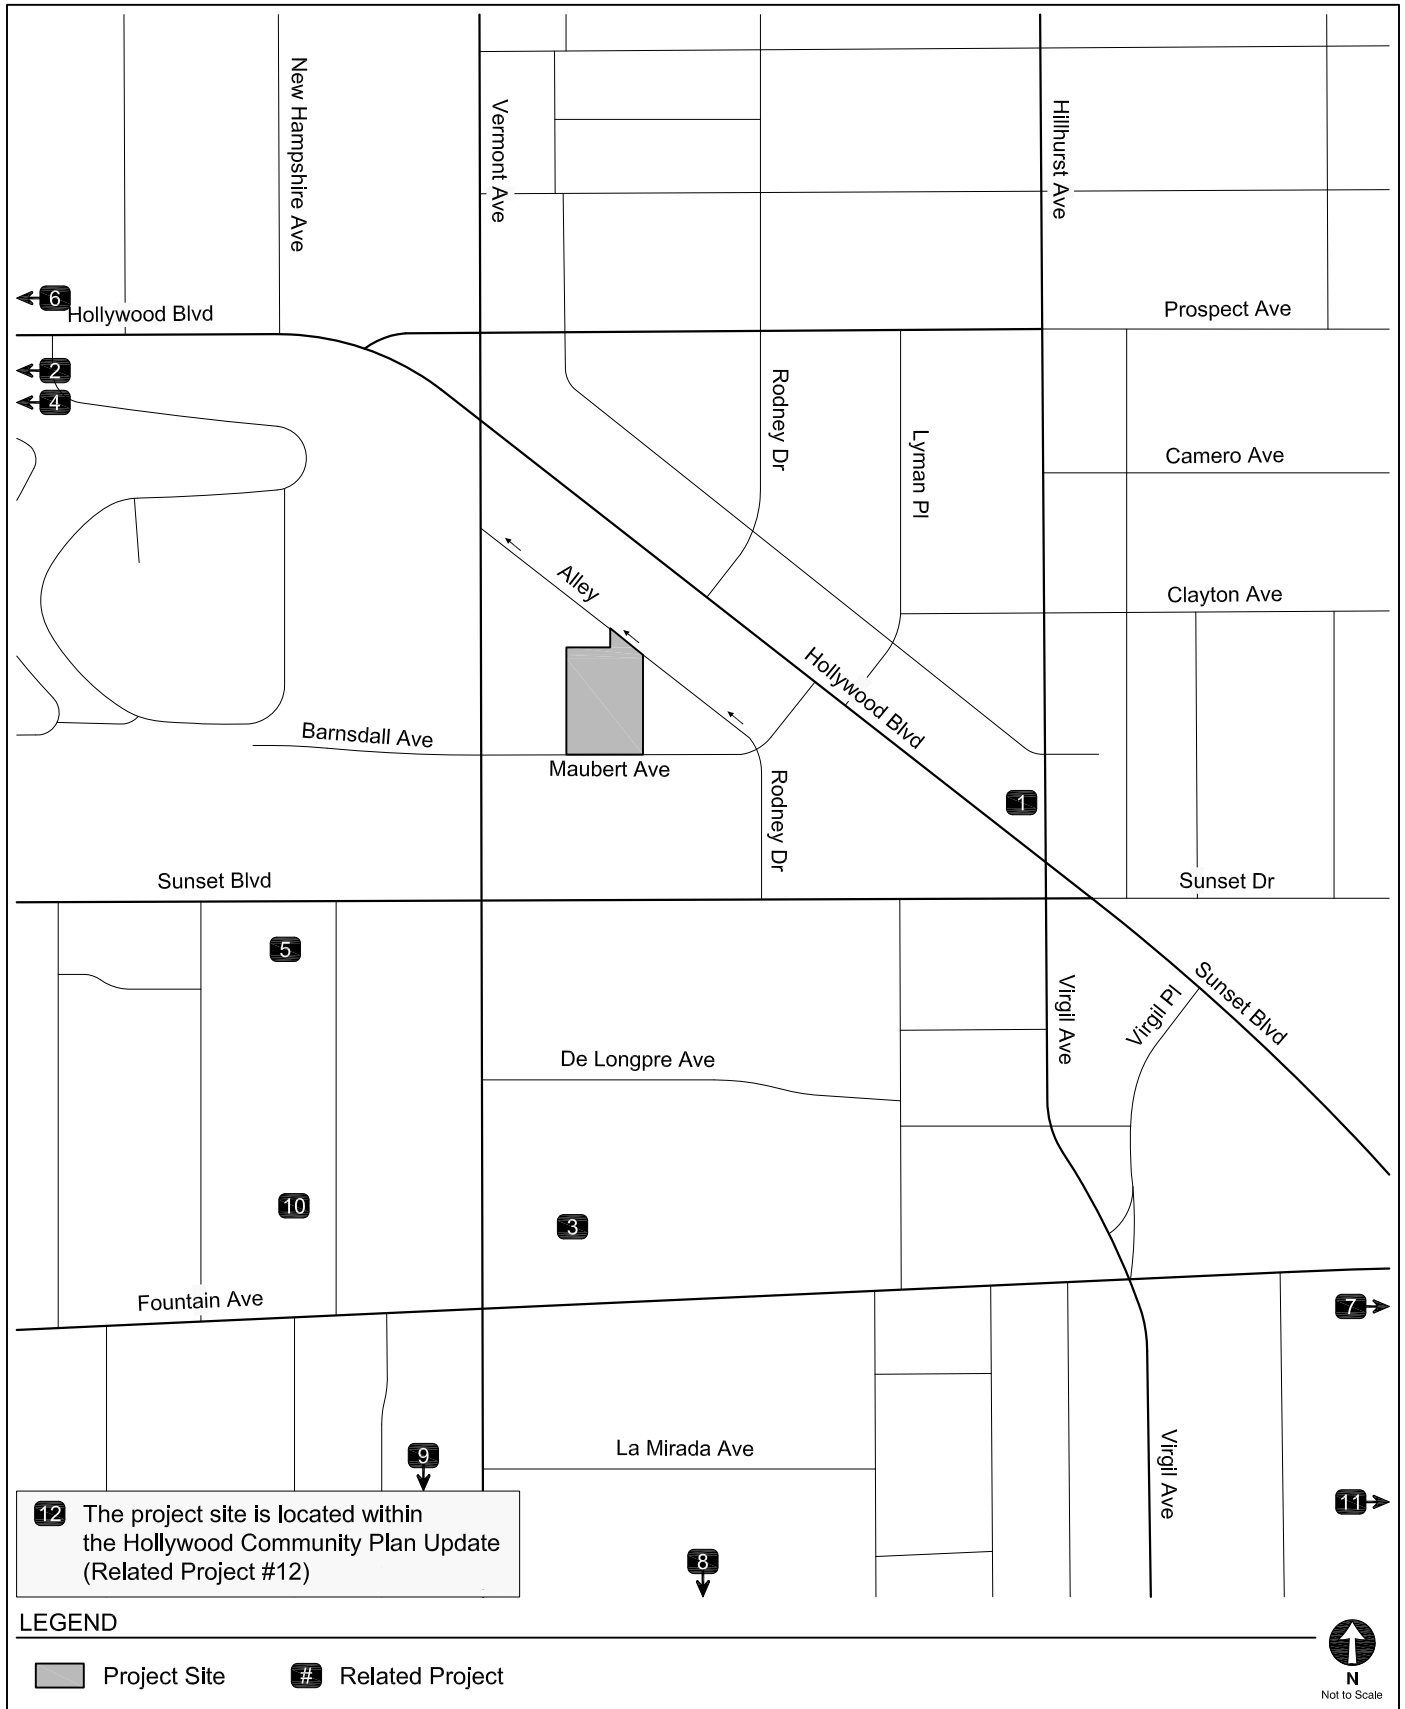 New Hampshire Ave
Vermont Ave
Hillhurst Ave
6
Hollywood Blvd
Prospect Ave
2
4
Rodney Dr
Lyman Pl
Camero Ave
Alley
Clayton Ave
Hollywood Blvd
Barnsdall Ave
Maubert Ave
Rodney Dr
1
Sunset Blvd
Sunset Dr
5
Virgil Ave
Virgil Pl
Sunset Blvd
De Longpre Ave
10
3
Fountain Ave
7
La Mirada Ave
9
Virgil Ave
11
8
12 The project site is located within
the Hollywood Community Plan Update
(Related Project #12)
LEGEND
Project Site
# Related Project
N
Not to Scale